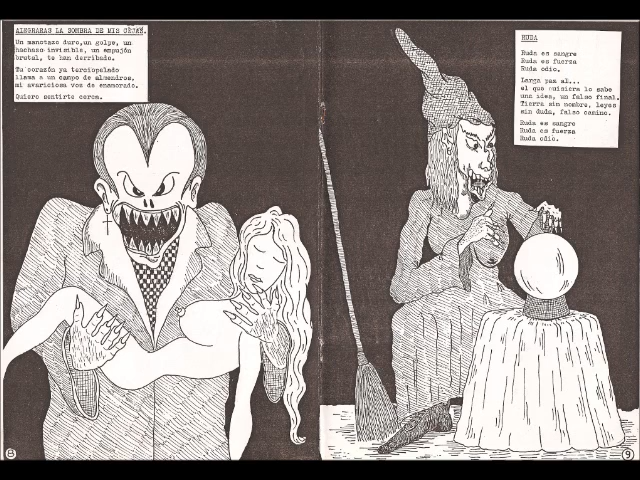 ALEGRARAS LA SOMBRA DE MIS CEJAS.
Un manotazo duro, un golpe, un
hachazo invisible, un empujón
brutal, te han derribado.
Tu corazón ya terciopelado
llama a un campo de almendros,
mi avariciosa voz de enamorado.
Quiero sentirte cerca.
RUDA
Ruda es sangre
Ruda es fuerza
Ruda odio.
Larga paz al...
el que quisiera lo sabe
una idea, un falso final.
Tierra sin nombre, leyes
sin duda, falso camino.
Ruda es sangre
Ruda es fuerza
Ruda odio.
8
9